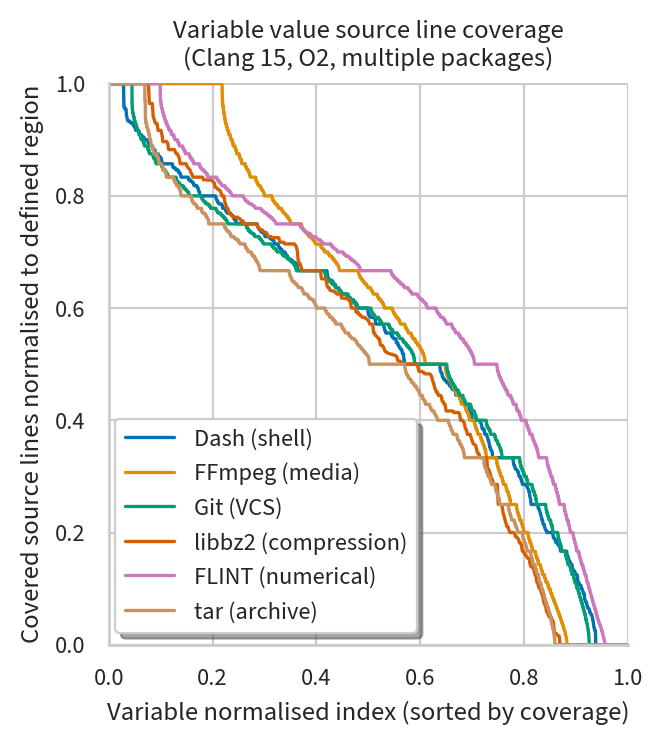 Variable value source line coverage
(Clang 15, O2, multiple packages)
Covered source lines normalised to defined region
1.0
0.8
0.6
0.4
0.2
0.0
Dash (shell)
FFmpeg (media)
Git (VCS)
libbz2 (compression)
FLINT (numerical)
tar (archive)
0.0 0.2 0.4 0.6 0.8 1.0
Variable normalised index (sorted by coverage)